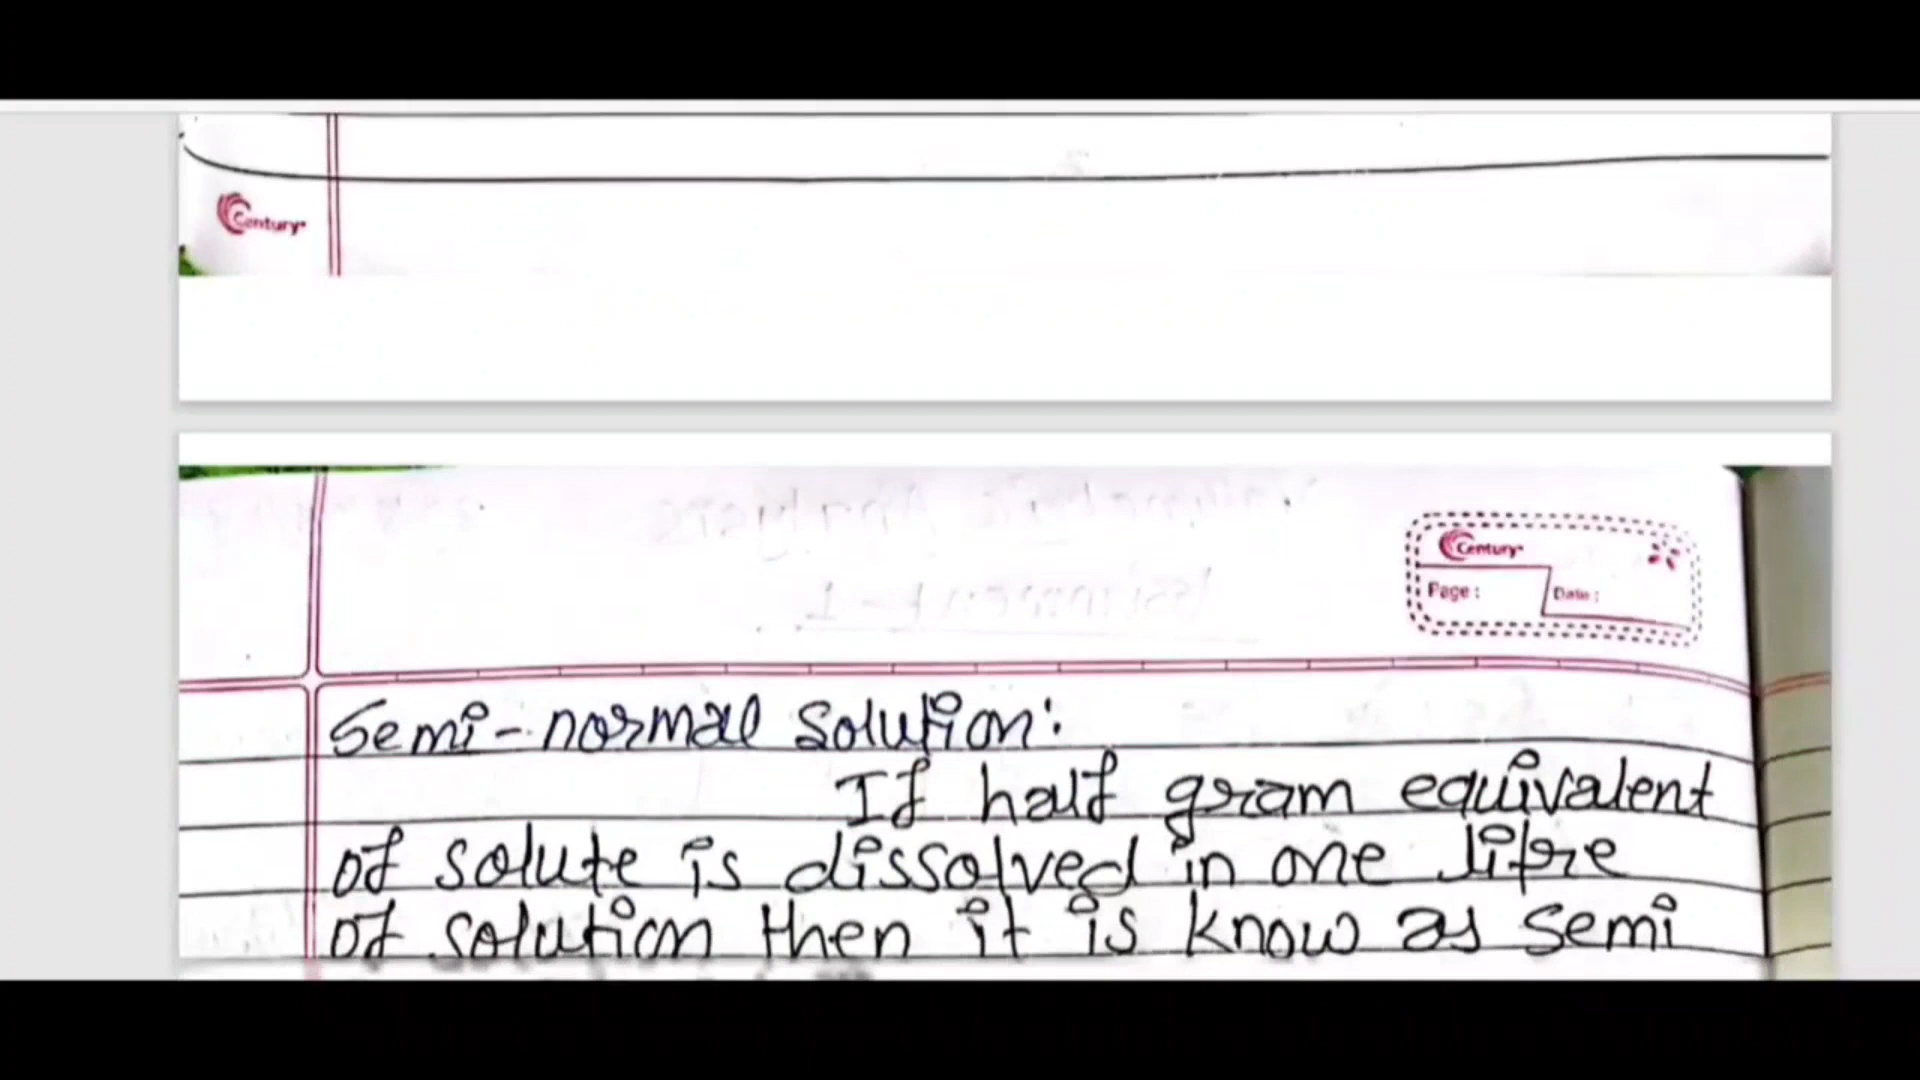 Century
Century
Page :
Date :
Semi-normal solution:
If half gram equivalent
of solute is dissolved in one litre
of solution then it is know as semi